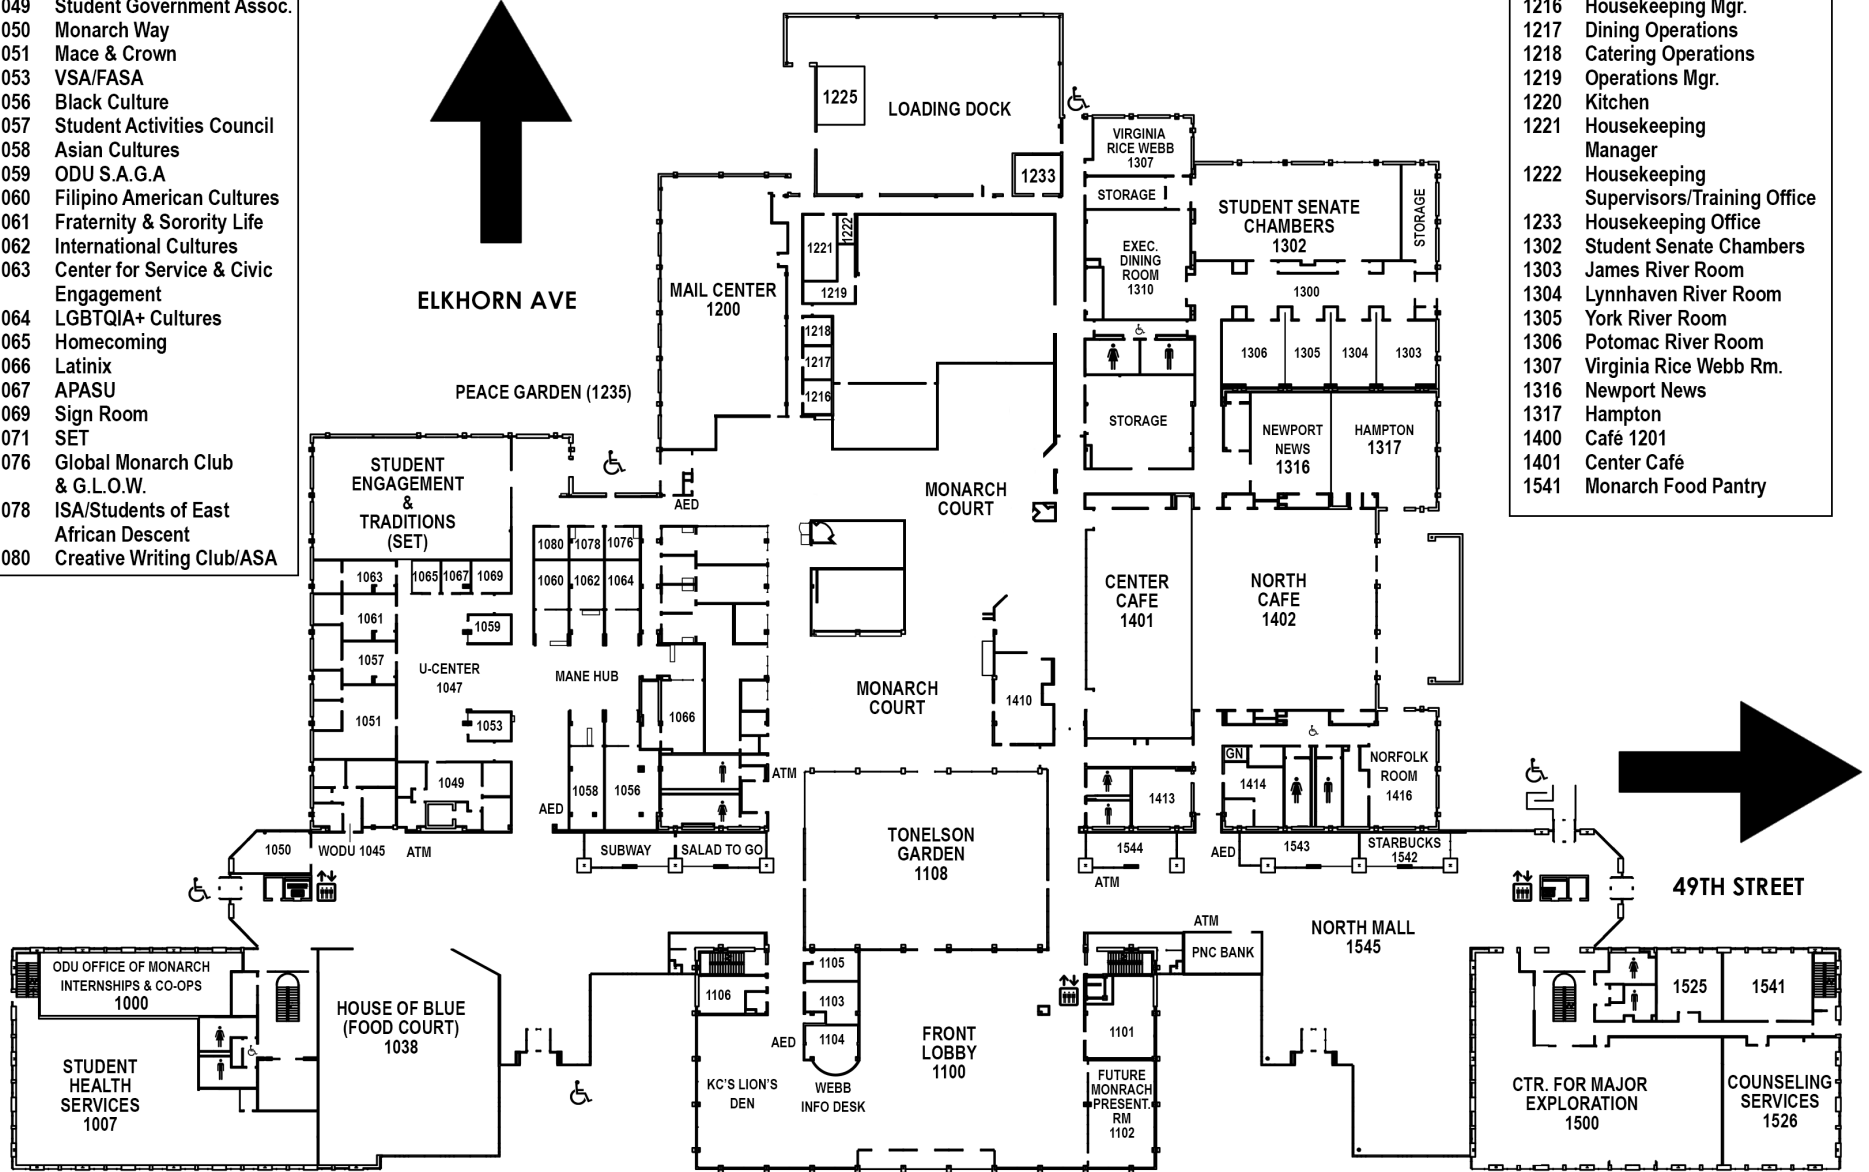 049 Student Government Assoc.
050 Monarch Way
051 Mace & Crown
053 VSA/FASA
056 Black Culture
057 Student Activities Council
058 Asian Cultures
059 ODU S.A.G.A
060 Filipino American Cultures
061 Fraternity & Sorority Life
062 International Cultures
063 Center for Service & Civic
Engagement
064 LGBTQIA+ Cultures
065 Homecoming
066 Latinix
067 APASU
069 Sign Room
071 SET
076 Global Monarch Club
& G.L.O.W.
078 ISA/Students of East
African Descent
080 Creative Writing Club/ASA
1216 Housekeeping Mgr.
1217 Dining Operations
1218 Catering Operations
1219 Operations Mgr.
1220 Kitchen
1221 Housekeeping
Manager
1222 Housekeeping
Supervisors/Training Office
1233 Housekeeping Office
1302 Student Senate Chambers
1303 James River Room
1304 Lynnhaven River Room
1305 York River Room
1306 Potomac River Room
1307 Virginia Rice Webb Rm.
1316 Newport News
1317 Hampton
1400 Café 1201
1401 Center Café
1541 Monarch Food Pantry
ELKHORN AVE
PEACE GARDEN (1235)
1225
LOADING DOCK
1233
VIRGINIA
RICE WEBB
1307
STORAGE
STUDENT SENATE
CHAMBERS
1302
STORAGE
EXEC.
DINING
ROOM
1310
1300
MAIL CENTER
1200
1221
1222
1219
1218
1217
1216
1306
1305
1304
1303
STORAGE
NEWPORT
NEWS
1316
HAMPTON
1317
STUDENT
ENGAGEMENT
&
TRADITIONS
(SET)
AED
MONARCH
COURT
1080
1078
1076
1063
1065
1067
1069
1060
1062
1064
1061
1059
1057
U-CENTER
1047
MANE HUB
1051
1053
1066
1049
1058
1056
AED
ATM
MONARCH
COURT
1410
CENTER
CAFE
1401
NORTH
CAFE
1402
GN
1414
1413
NORFOLK
ROOM
1416
1050
WODU 1045
ATM
SUBWAY
SALAD TO GO
TONELSON
GARDEN
1108
1544
ATM
AED
1543
STARBUCKS
1542
49TH STREET
ATM
PNC BANK
NORTH MALL
1545
ODU OFFICE OF MONARCH
INTERNSHIPS & CO-OPS
1000
HOUSE OF BLUE
(FOOD COURT)
1038
STUDENT
HEALTH
SERVICES
1007
1105
1106
1103
1104
AED
KC'S LION'S
DEN
WEBB
INFO DESK
FRONT
LOBBY
1100
1101
FUTURE
MONRACH
PRESENT.
RM
1102
1525
1541
CTR. FOR MAJOR
EXPLORATION
1500
COUNSELING
SERVICES
1526